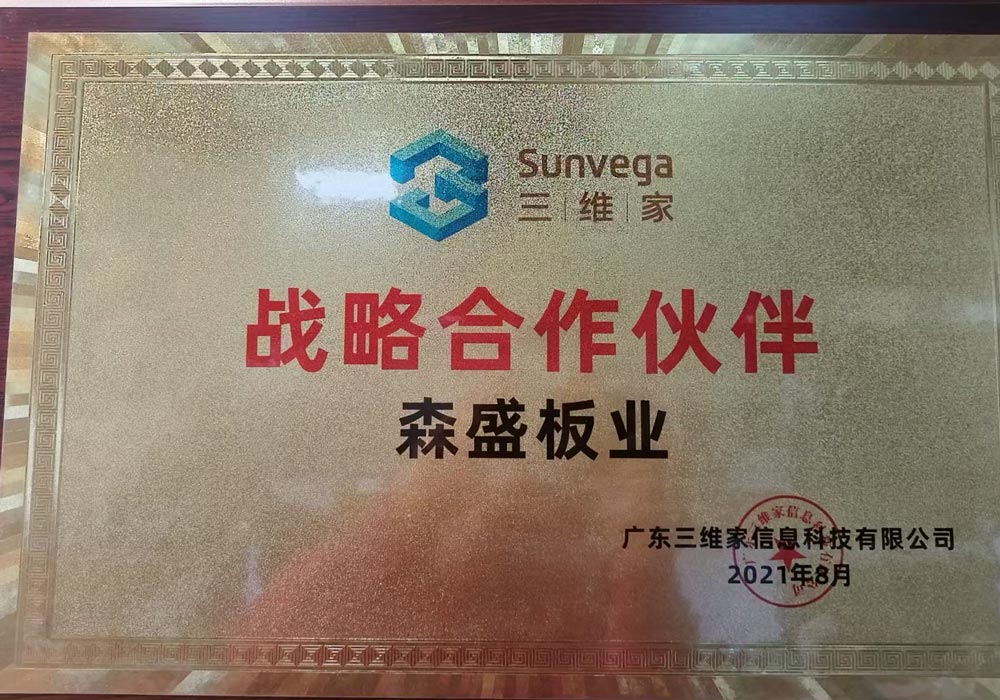 Sunvega
三维家
战略合作伙伴
森盛板业
广东三维家信息科技有限公司
2021年8月